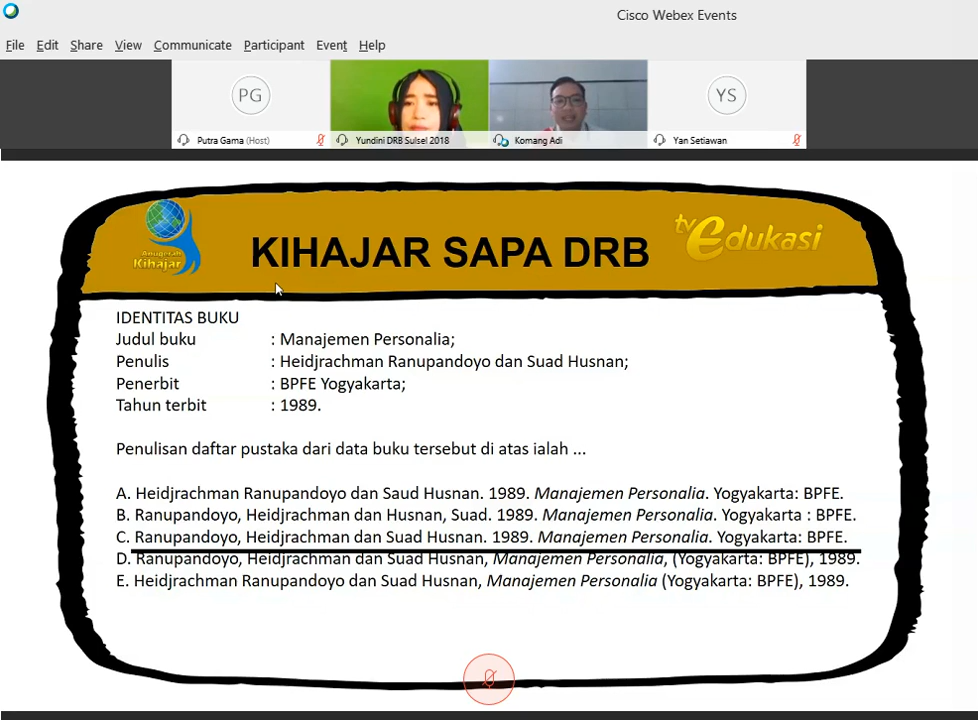 Cisco Webex Events
File Edit Share View Communicate Participant Event Help
PG
YS
Putra Gama (Host)
Yundini DRB Sulsel 2018
Komang Adi
Yan Setiawan
Anugerah
Kihajar
KIHAJAR SAPA DRB
tv Edukasi
IDENTITAS BUKU
Judul buku : Manajemen Personalia;
Penulis : Heidjrachman Ranupandoyo dan Suad Husnan;
Penerbit : BPFE Yogyakarta;
Tahun terbit : 1989.
Penulisan daftar pustaka dari data buku tersebut di atas ialah ...
A. Heidjrachman Ranupandoyo dan Saud Husnan. 1989. Manajemen Personalia. Yogyakarta: BPFE.
B. Ranupandoyo, Heidjrachman dan Husnan, Suad. 1989. Manajemen Personalia. Yogyakarta : BPFE.
C. Ranupandoyo, Heidjrachman dan Suad Husnan. 1989. Manajemen Personalia. Yogyakarta: BPFE.
D. Ranupandoyo, Heidjrachman dan Suad Husnan, Manajemen Personalia, (Yogyakarta: BPFE), 1989.
E. Heidjrachman Ranupandoyo dan Suad Husnan, Manajemen Personalia (Yogyakarta: BPFE), 1989.